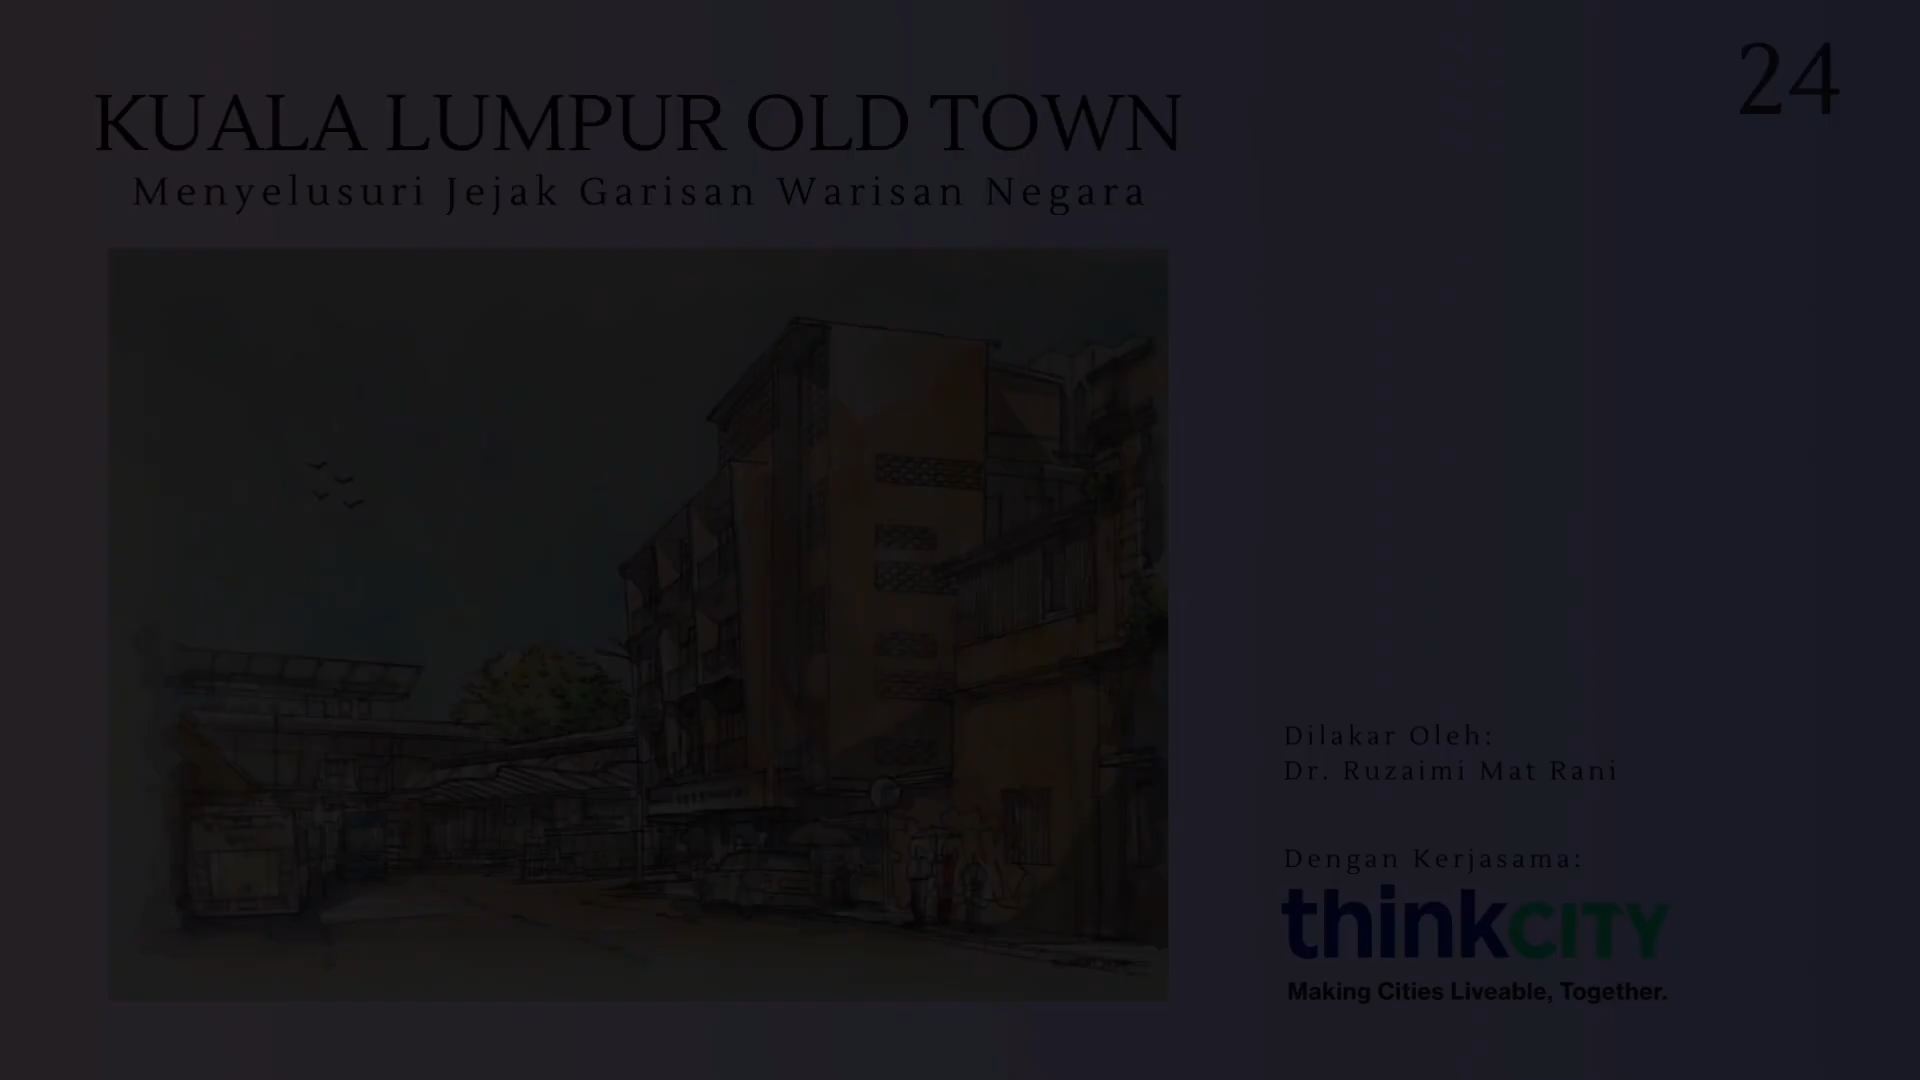 24
KUALA LUMPUR OLD TOWN
Menyelusuri Jejak Garisan Warisan Negara
Dilakar Oleh:
Dr. Ruzaimi Mat Rani
Dengan Kerjasama:
thinkCITY
Making Cities Liveable, Together.